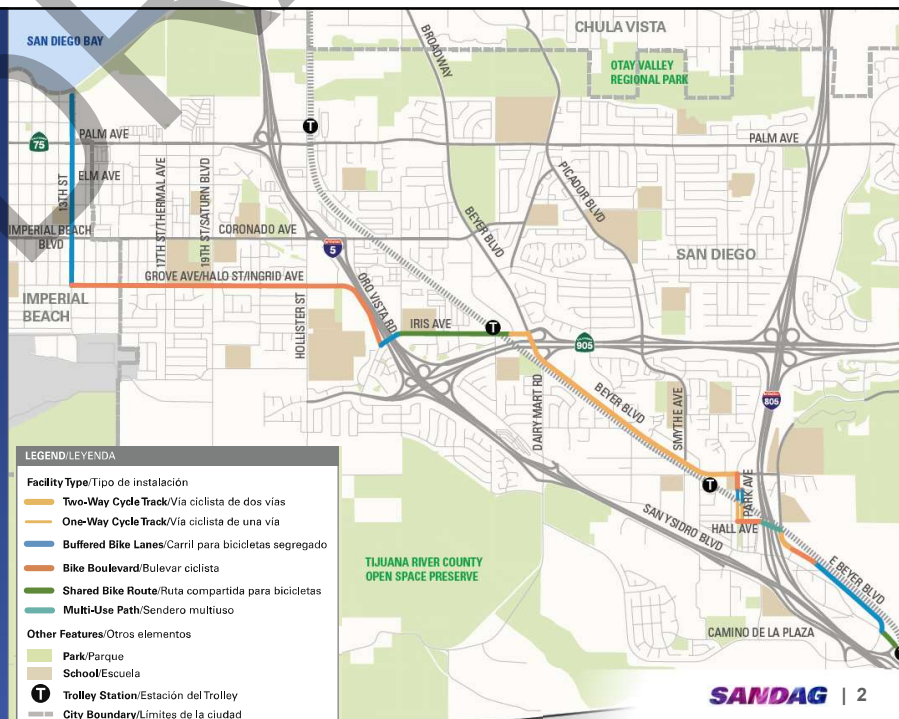 CHULA VISTA
SAN DIEGO BAY
BROADWAY
OTAY VALLEY
REGIONAL PARK
T
75
PALM AVE
PALM AVE
ELM AVE
13TH ST
17TH ST/THERMAL AVE
19TH ST/SATURN BLVD
PICADOR BLVD
BEYER BLVD
IMPERIAL BEACH
BLVD
CORONADO AVE
5
SAN DIEGO
GROVE AVE/HALO ST/INGRID AVE
IMPERIAL
BEACH
HOLLISTER ST
ORO VISTA RD
IRIS AVE
T
905
DAIRY MART RD
BEYER BLVD
SMYTHE AVE
805
T
PARK AVE
HALL AVE
SAN YSIDRO BLVD
E BEYER BLVD
TIJUANA RIVER COUNTY
OPEN SPACE PRESERVE
CAMINO DE LA PLAZA
LEGEND/LEYENDA
Facility Type/Tipo de instalación
Two-Way Cycle Track/Vía ciclista de dos vías
One-Way Cycle Track/Vía ciclista de una vía
Buffered Bike Lanes/Carril para bicicletas segregado
Bike Boulevard/Bulevar ciclista
Shared Bike Route/Ruta compartida para bicicletas
Multi-Use Path/Sendero multiuso
Other Features/Otros elementos
Park/Parque
School/Escuela
T Trolley Station/Estación del Trolley
City Boundary/Límites de la ciudad
SANDAG | 2